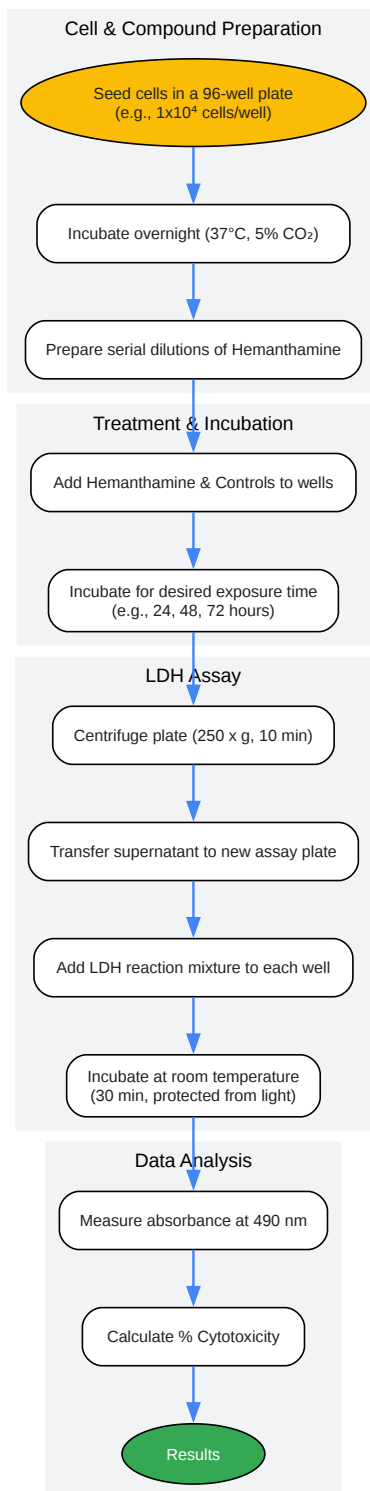 Cell & Compound Preparation
Seed cells in a 96-well plate
(e.g., 1x10⁴ cells/well)
Incubate overnight (37°C, 5% CO₂)
Prepare serial dilutions of Hemanthamine
Treatment & Incubation
Add Hemanthamine & Controls to wells
Incubate for desired exposure time
(e.g., 24, 48, 72 hours)
LDH Assay
Centrifuge plate (250 x g, 10 min)
Transfer supernatant to new assay plate
Add LDH reaction mixture to each well
Incubate at room temperature
(30 min, protected from light)
Data Analysis
Measure absorbance at 490 nm
Calculate % Cytotoxicity
Results